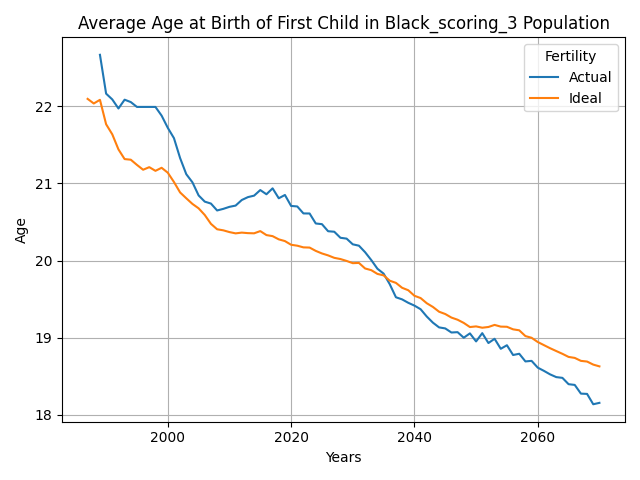 Average Age at Birth of First Child in Black_scoring_3 Population
Fertility
Actual
Ideal
22
21
20
19
18
Age
2000
2020
2040
2060
Years